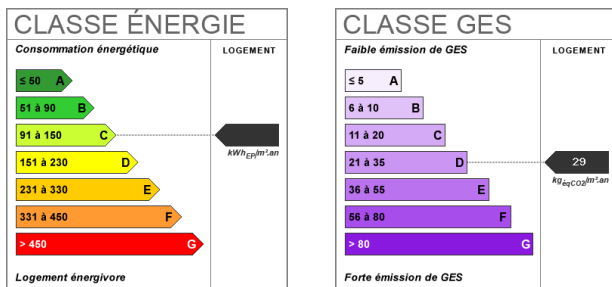 CLASSE ÉNERGIE
Consommation énergétique
LOGEMENT
≤ 50 A
51 à 90 B
91 à 150 C
kWhEP/m².an
151 à 230 D
231 à 330 E
331 à 450 F
> 450 G
Logement énergivore
CLASSE GES
Faible émission de GES
LOGEMENT
≤ 5 A
6 à 10 B
11 à 20 C
21 à 35 D
29
kgéqCO2/m².an
36 à 55 E
56 à 80 F
> 80 G
Forte émission de GES